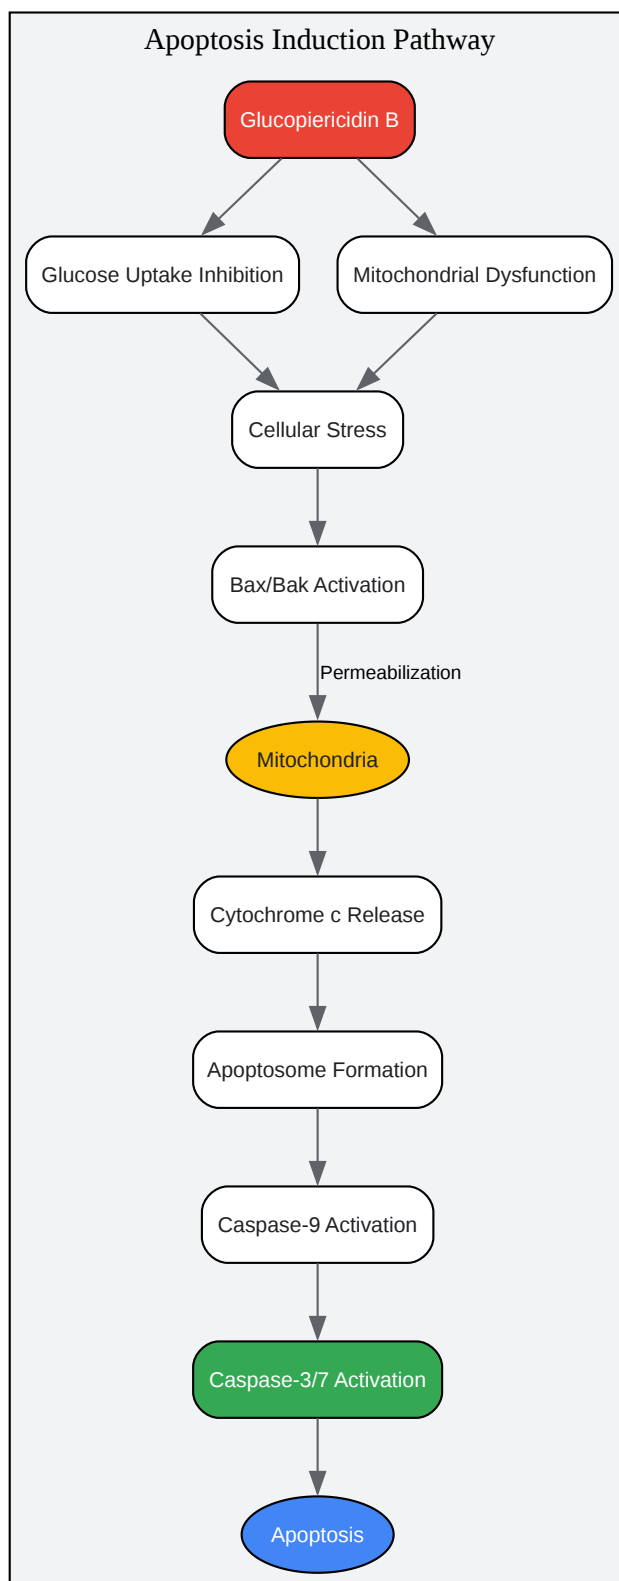 Apoptosis Induction Pathway
Glucopiericidin B
Glucose Uptake Inhibition
Mitochondrial Dysfunction
Cellular Stress
Bax/Bak Activation
Permeabilization
Mitochondria
Cytochrome c Release
Apoptosome Formation
Caspase-9 Activation
Caspase-3/7 Activation
Apoptosis